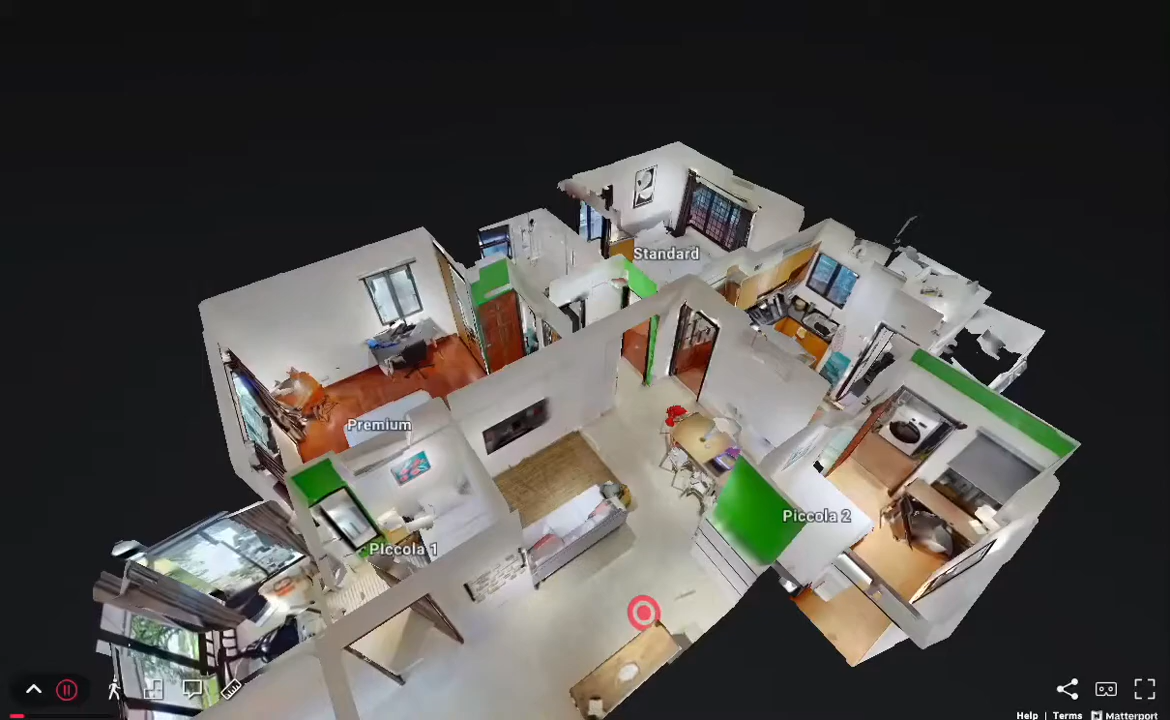 Standard
Premium
Piccola 2
Piccola 1
Help | Terms Matterport